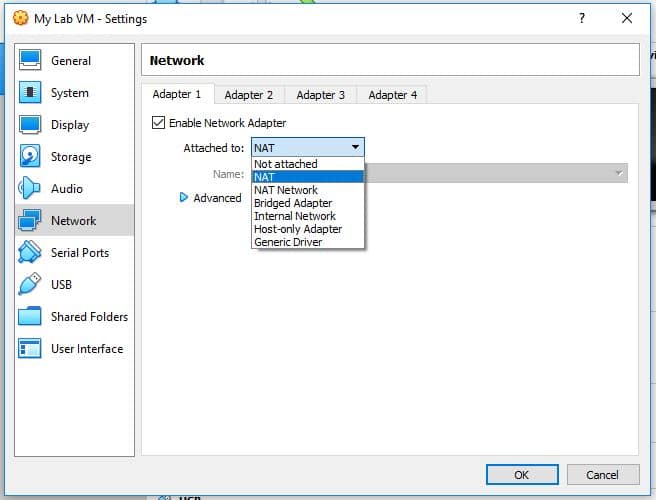 My Lab VM - Settings
? X
General
System
Display
Storage
Audio
Network
Serial Ports
USB
Shared Folders
User Interface
Network
Adapter 1 Adapter 2 Adapter 3 Adapter 4
Enable Network Adapter
Attached to: NAT
Not attached
NAT
NAT Network
Bridged Adapter
Internal Network
Host-only Adapter
Generic Driver
Name:
Advanced
OK Cancel